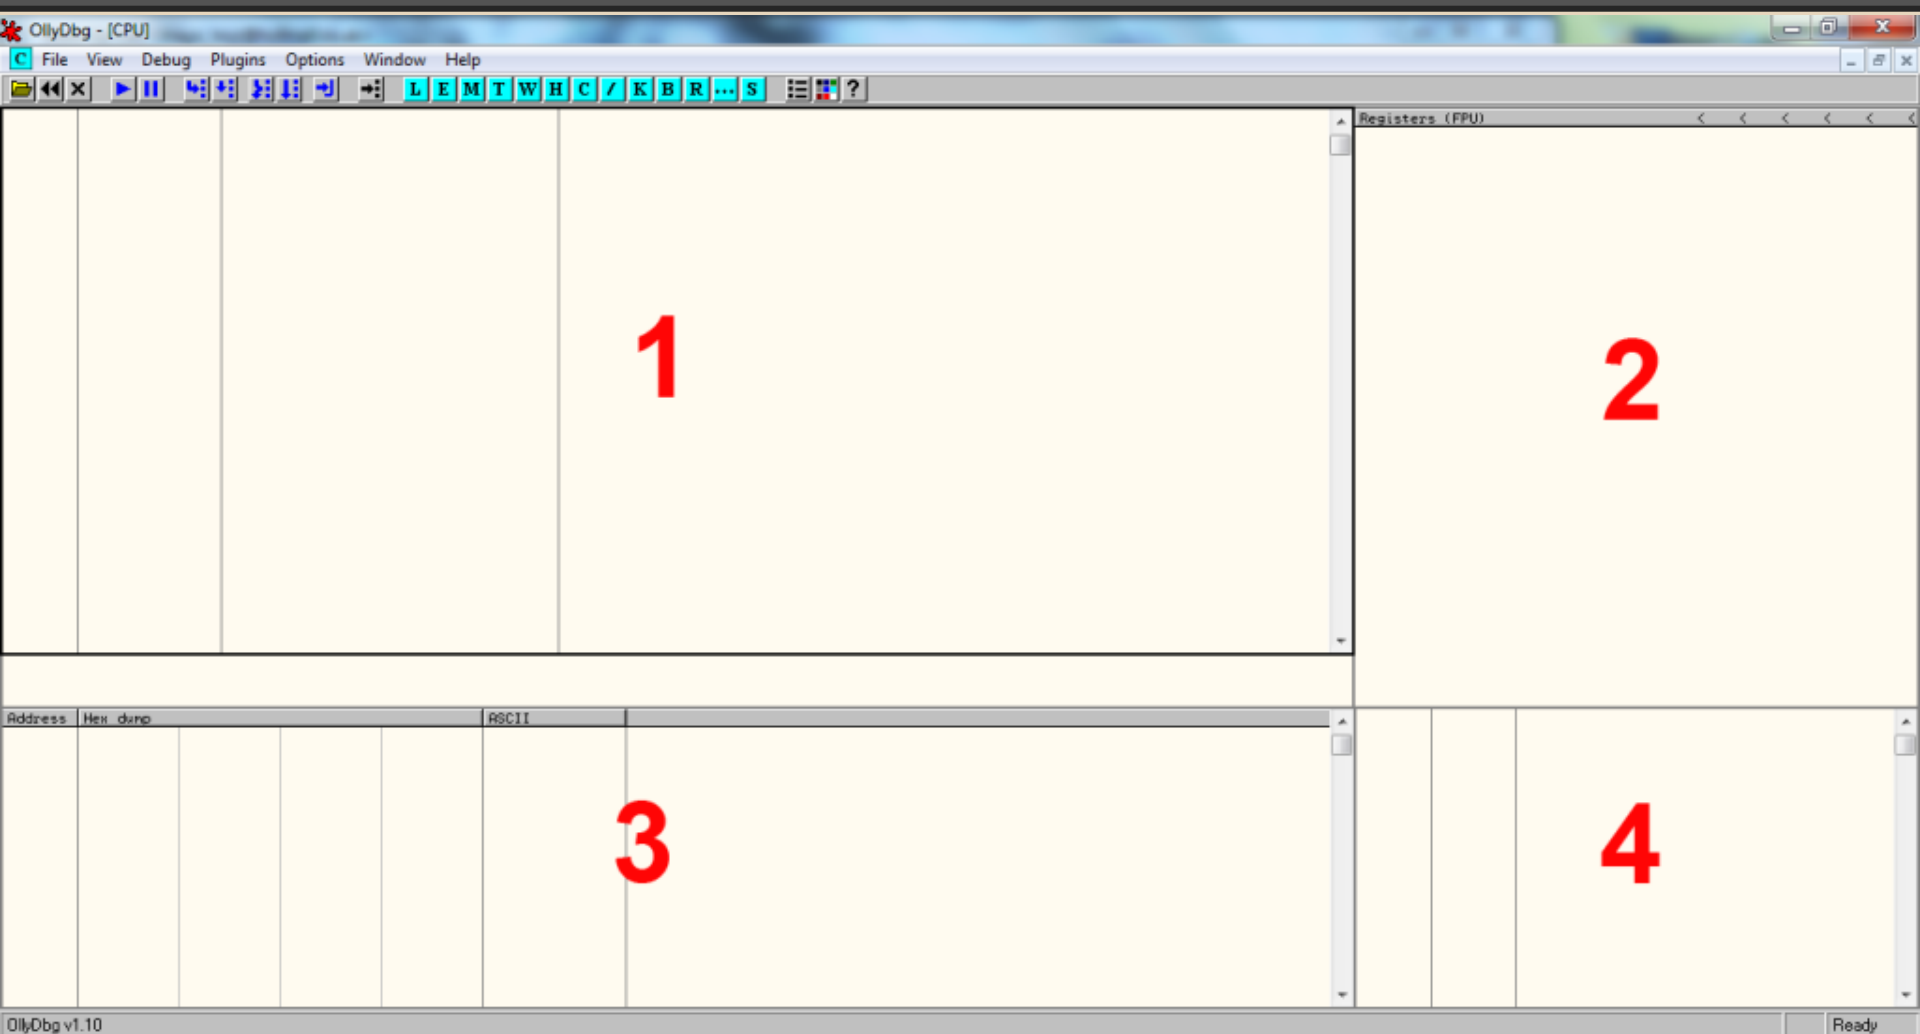 OllyDbg - [CPU]
C File View Debug Plugins Options Window Help
L E M T W H C / K B R ... S ?
Registers (FPU) < < < < < <
1
2
Address Hex dump ASCII
3
4
OllyDbg v1.10 Ready